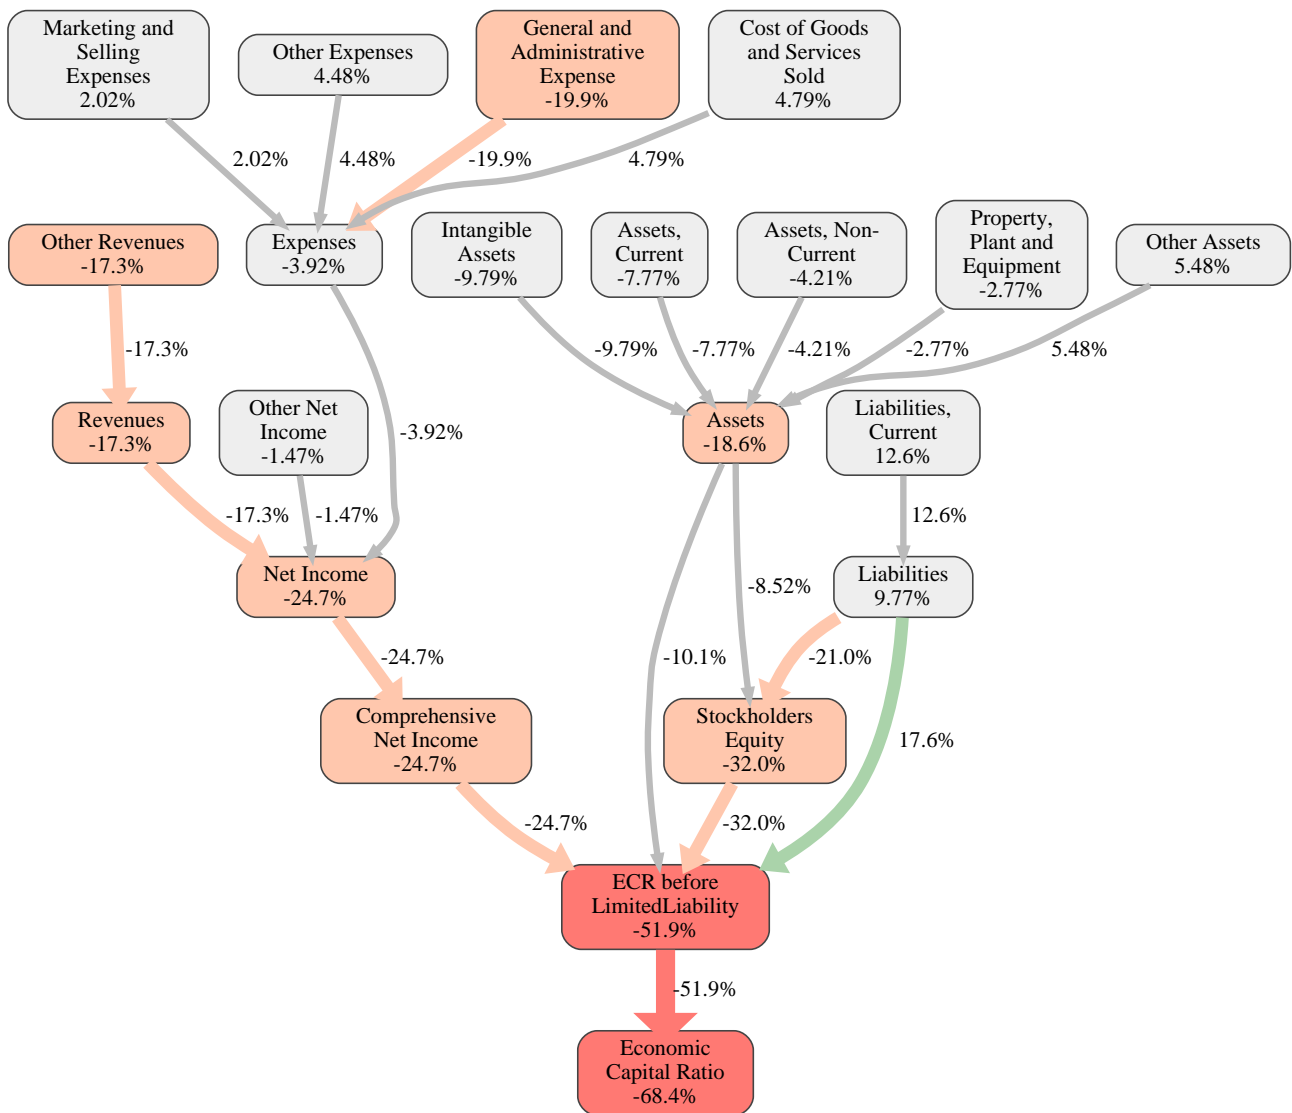 Marketing and
Selling
Expenses
2.02%
Other Expenses
4.48%
General and
Administrative
Expense
-19.9%
Cost of Goods
and Services
Sold
4.79%
2.02%
4.48%
-19.9%
4.79%
Other Revenues
-17.3%
Expenses
-3.92%
Intangible
Assets
-9.79%
Assets,
Current
-7.77%
Assets, Non-
Current
-4.21%
Property,
Plant and
Equipment
-2.77%
Other Assets
5.48%
-17.3%
-9.79%
-7.77%
-4.21%
-2.77%
5.48%
Revenues
-17.3%
Other Net
Income
-1.47%
-3.92%
Assets
-18.6%
Liabilities,
Current
12.6%
-17.3%
-1.47%
12.6%
Net Income
-24.7%
-8.52%
Liabilities
9.77%
-24.7%
-10.1%
-21.0%
Comprehensive
Net Income
-24.7%
Stockholders
Equity
-32.0%
17.6%
-24.7%
-32.0%
ECR before
LimitedLiability
-51.9%
-51.9%
Economic
Capital Ratio
-68.4%